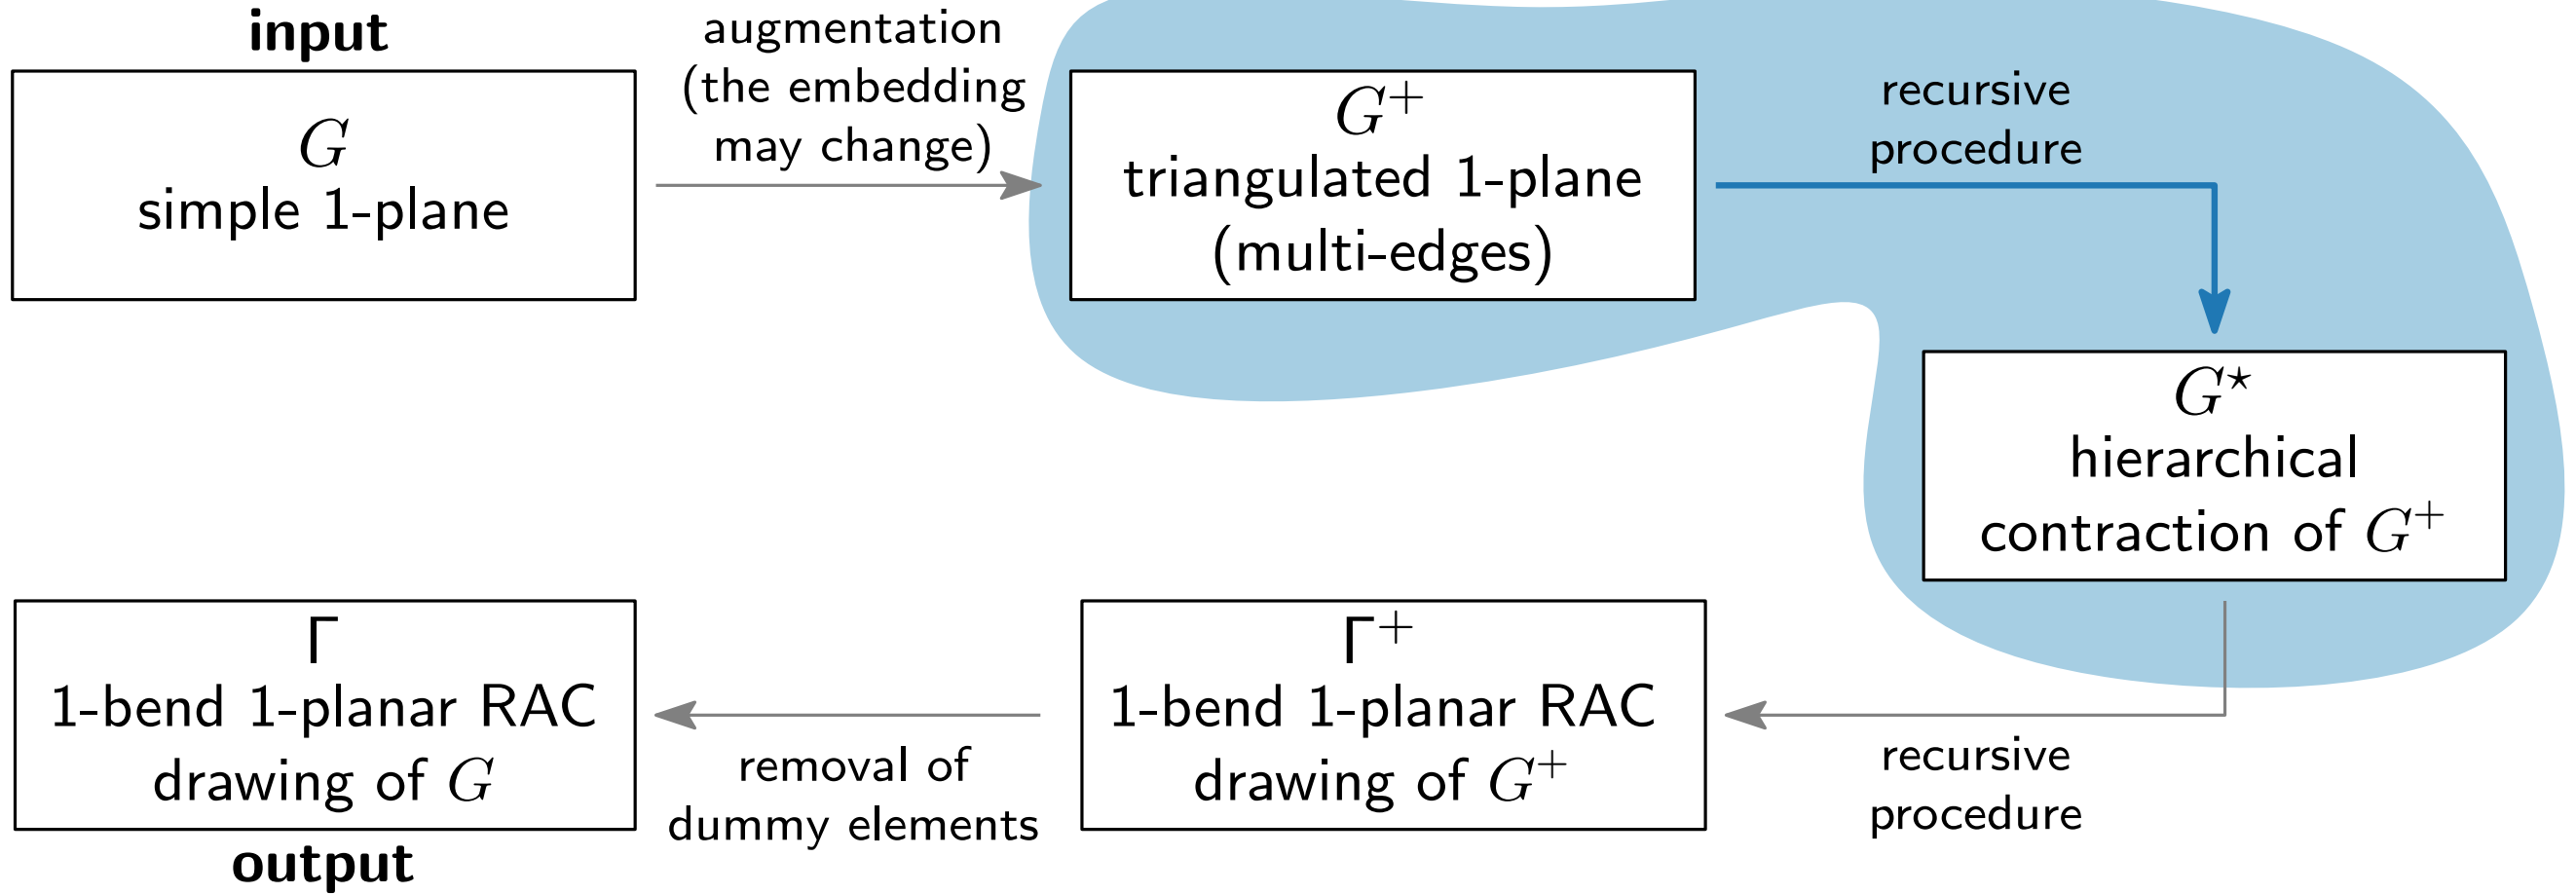 input
G
simple 1-plane
augmentation
(the embedding
may change)
G⁺
triangulated 1-plane
(multi-edges)
recursive
procedure
G⋆
hierarchical
contraction of G⁺
recursive
procedure
Γ⁺
1-bend 1-planar RAC
drawing of G⁺
removal of
dummy elements
Γ
1-bend 1-planar RAC
drawing of G
output